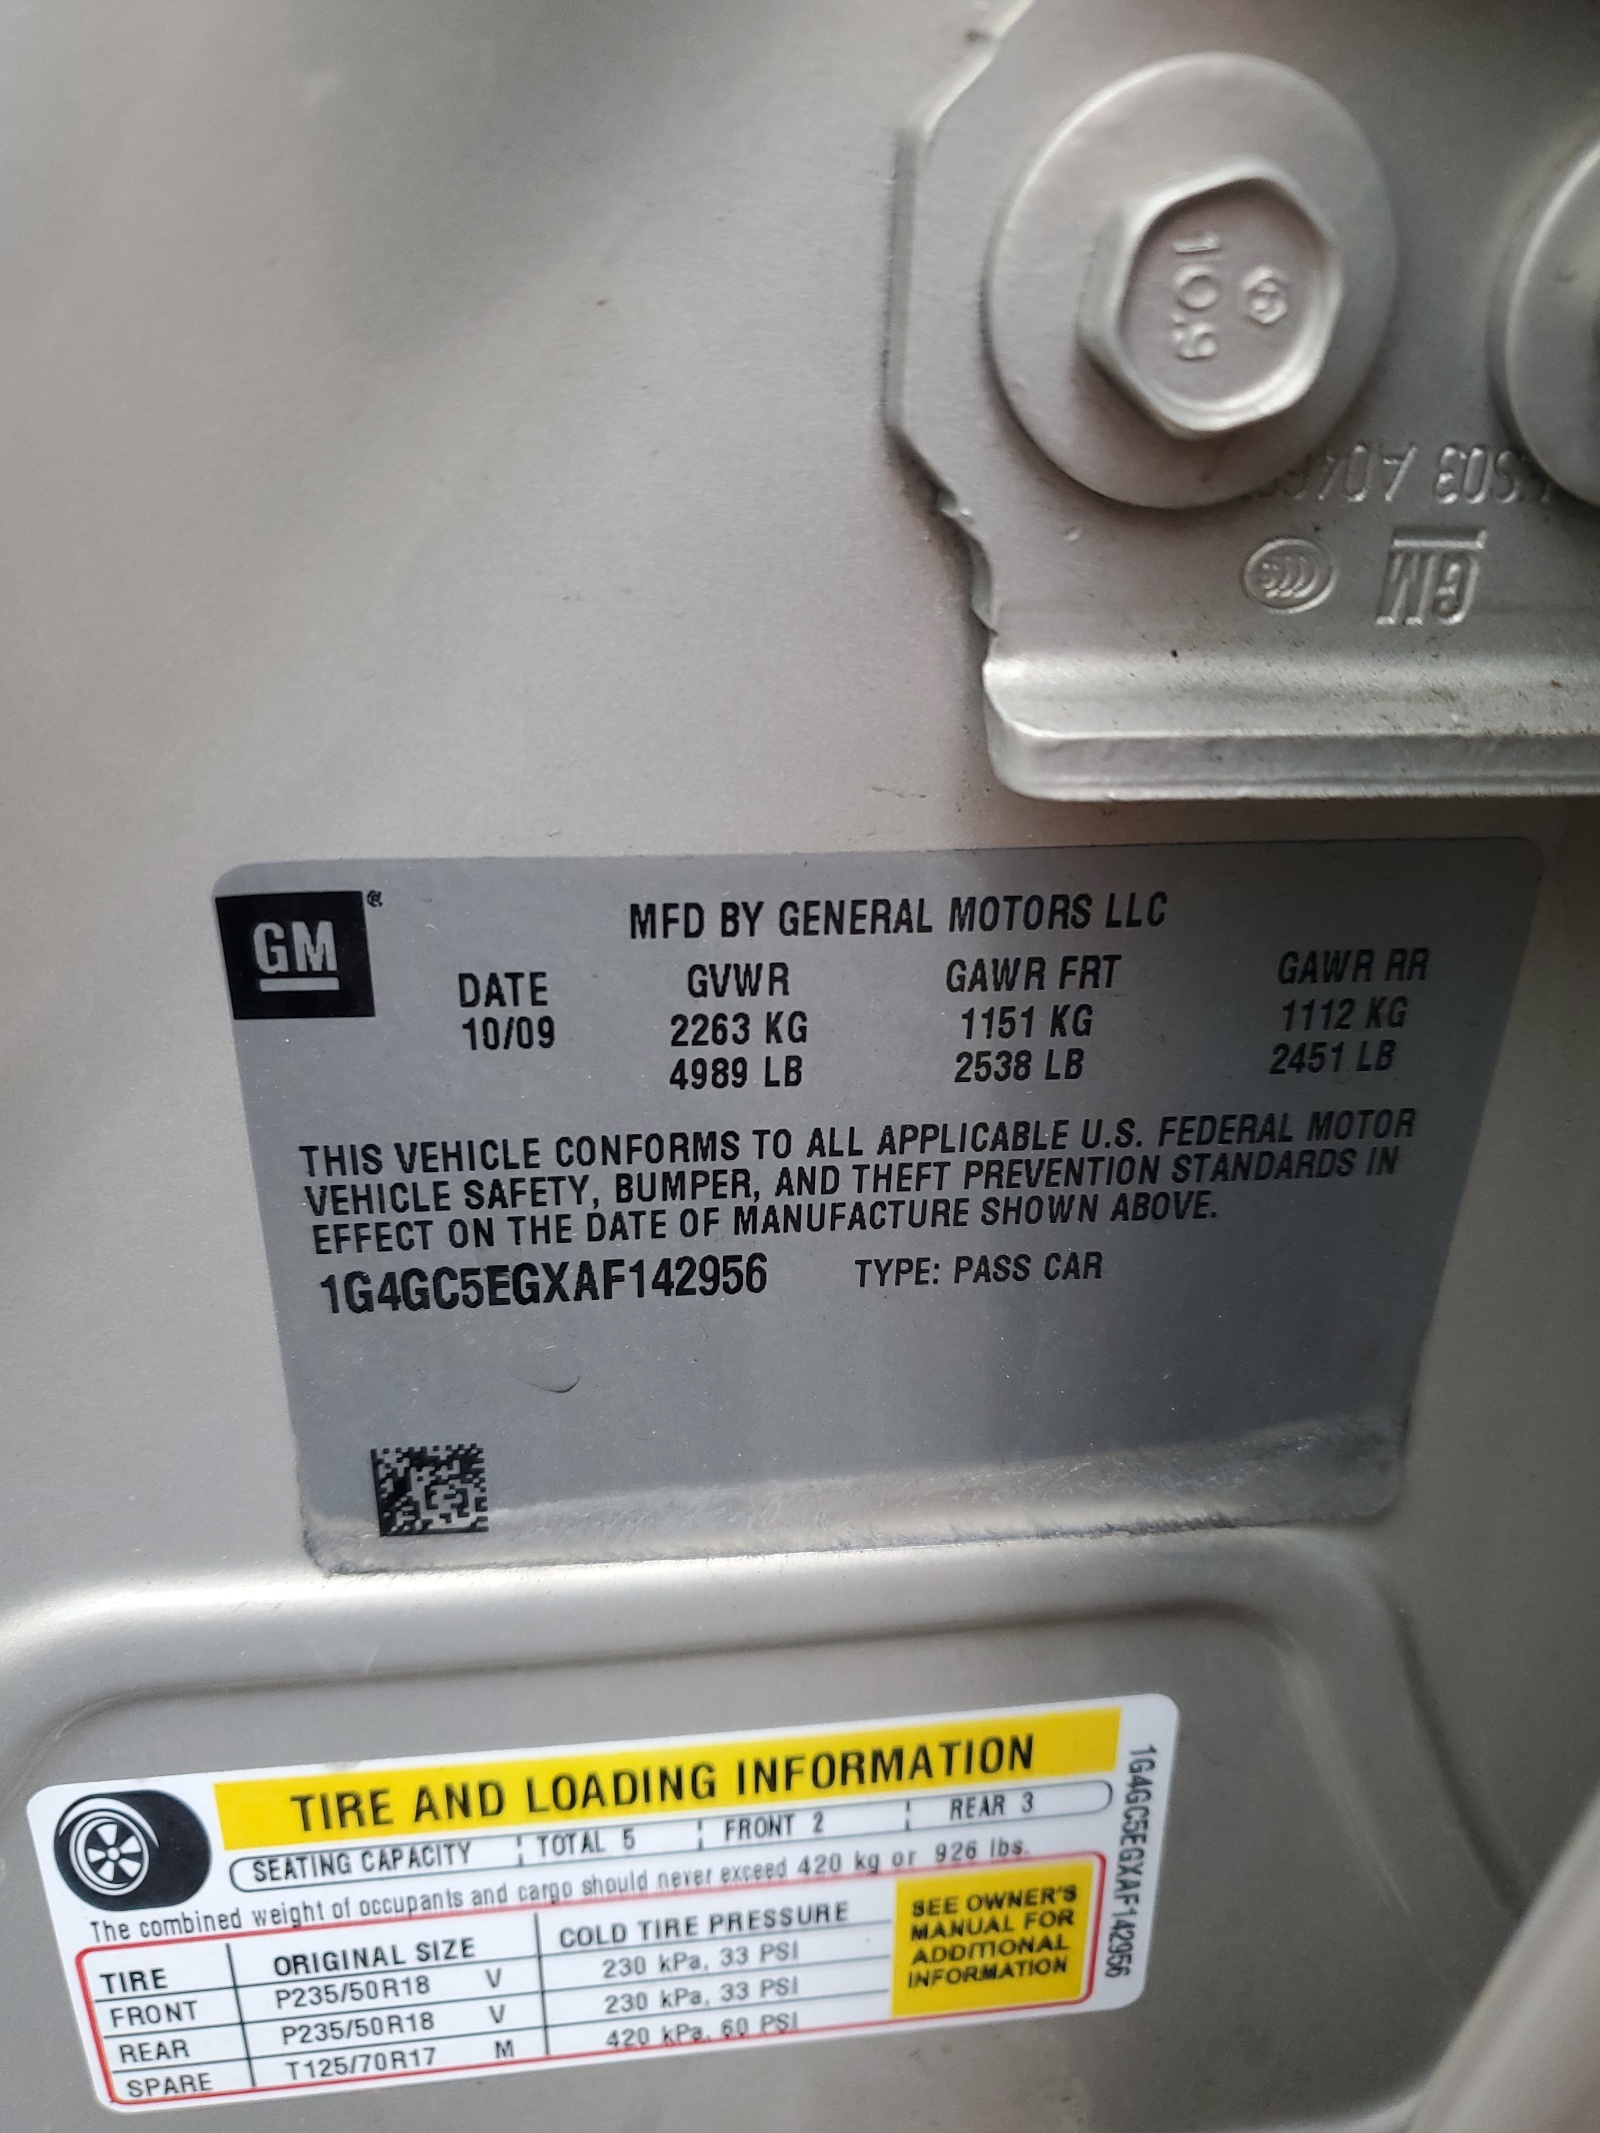 10.9
GM
GM
MFD BY GENERAL MOTORS LLC
DATE GVWR GAWR FRT GAWR RR
10/09 2263 KG 1151 KG 1112 KG
4989 LB 2538 LB 2451 LB
THIS VEHICLE CONFORMS TO ALL APPLICABLE U.S. FEDERAL MOTOR
VEHICLE SAFETY, BUMPER, AND THEFT PREVENTION STANDARDS IN
EFFECT ON THE DATE OF MANUFACTURE SHOWN ABOVE.
1G4GC5EGXAF142956 TYPE: PASS CAR
TIRE AND LOADING INFORMATION
SEATING CAPACITY TOTAL 5 FRONT 2 REAR 3
The combined weight of occupants and cargo should never exceed 420 kg or 926 lbs.
TIRE ORIGINAL SIZE COLD TIRE PRESSURE
FRONT P235/50R18 V 230 kPa, 33 PSI
REAR P235/50R18 V 230 kPa, 33 PSI
SPARE T125/70R17 M 420 kPa, 60 PSI
SEE OWNER'S
MANUAL FOR
ADDITIONAL
INFORMATION
1G4GC5EGXAF142956